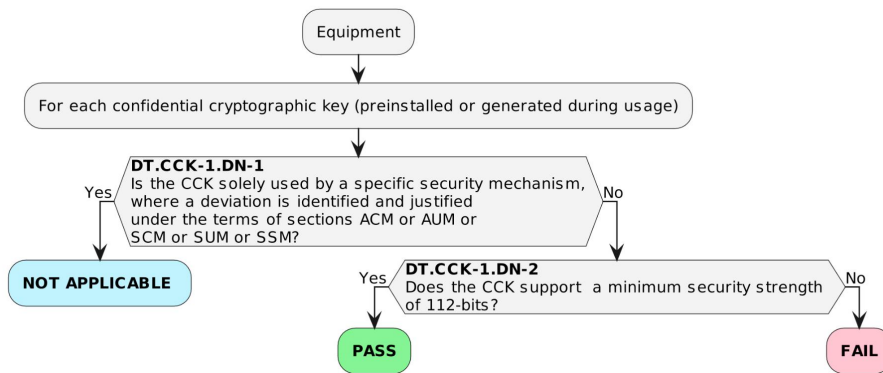 Equipment
For each confidential cryptographic key (preinstalled or generated during usage)
DT.CCK-1.DN-1
Is the CCK solely used by a specific security mechanism,
where a deviation is identified and justified
under the terms of sections ACM or AUM or
SCM or SUM or SSM?
Yes
No
NOT APPLICABLE
DT.CCK-1.DN-2
Does the CCK support a minimum security strength
of 112-bits?
Yes
No
PASS
FAIL